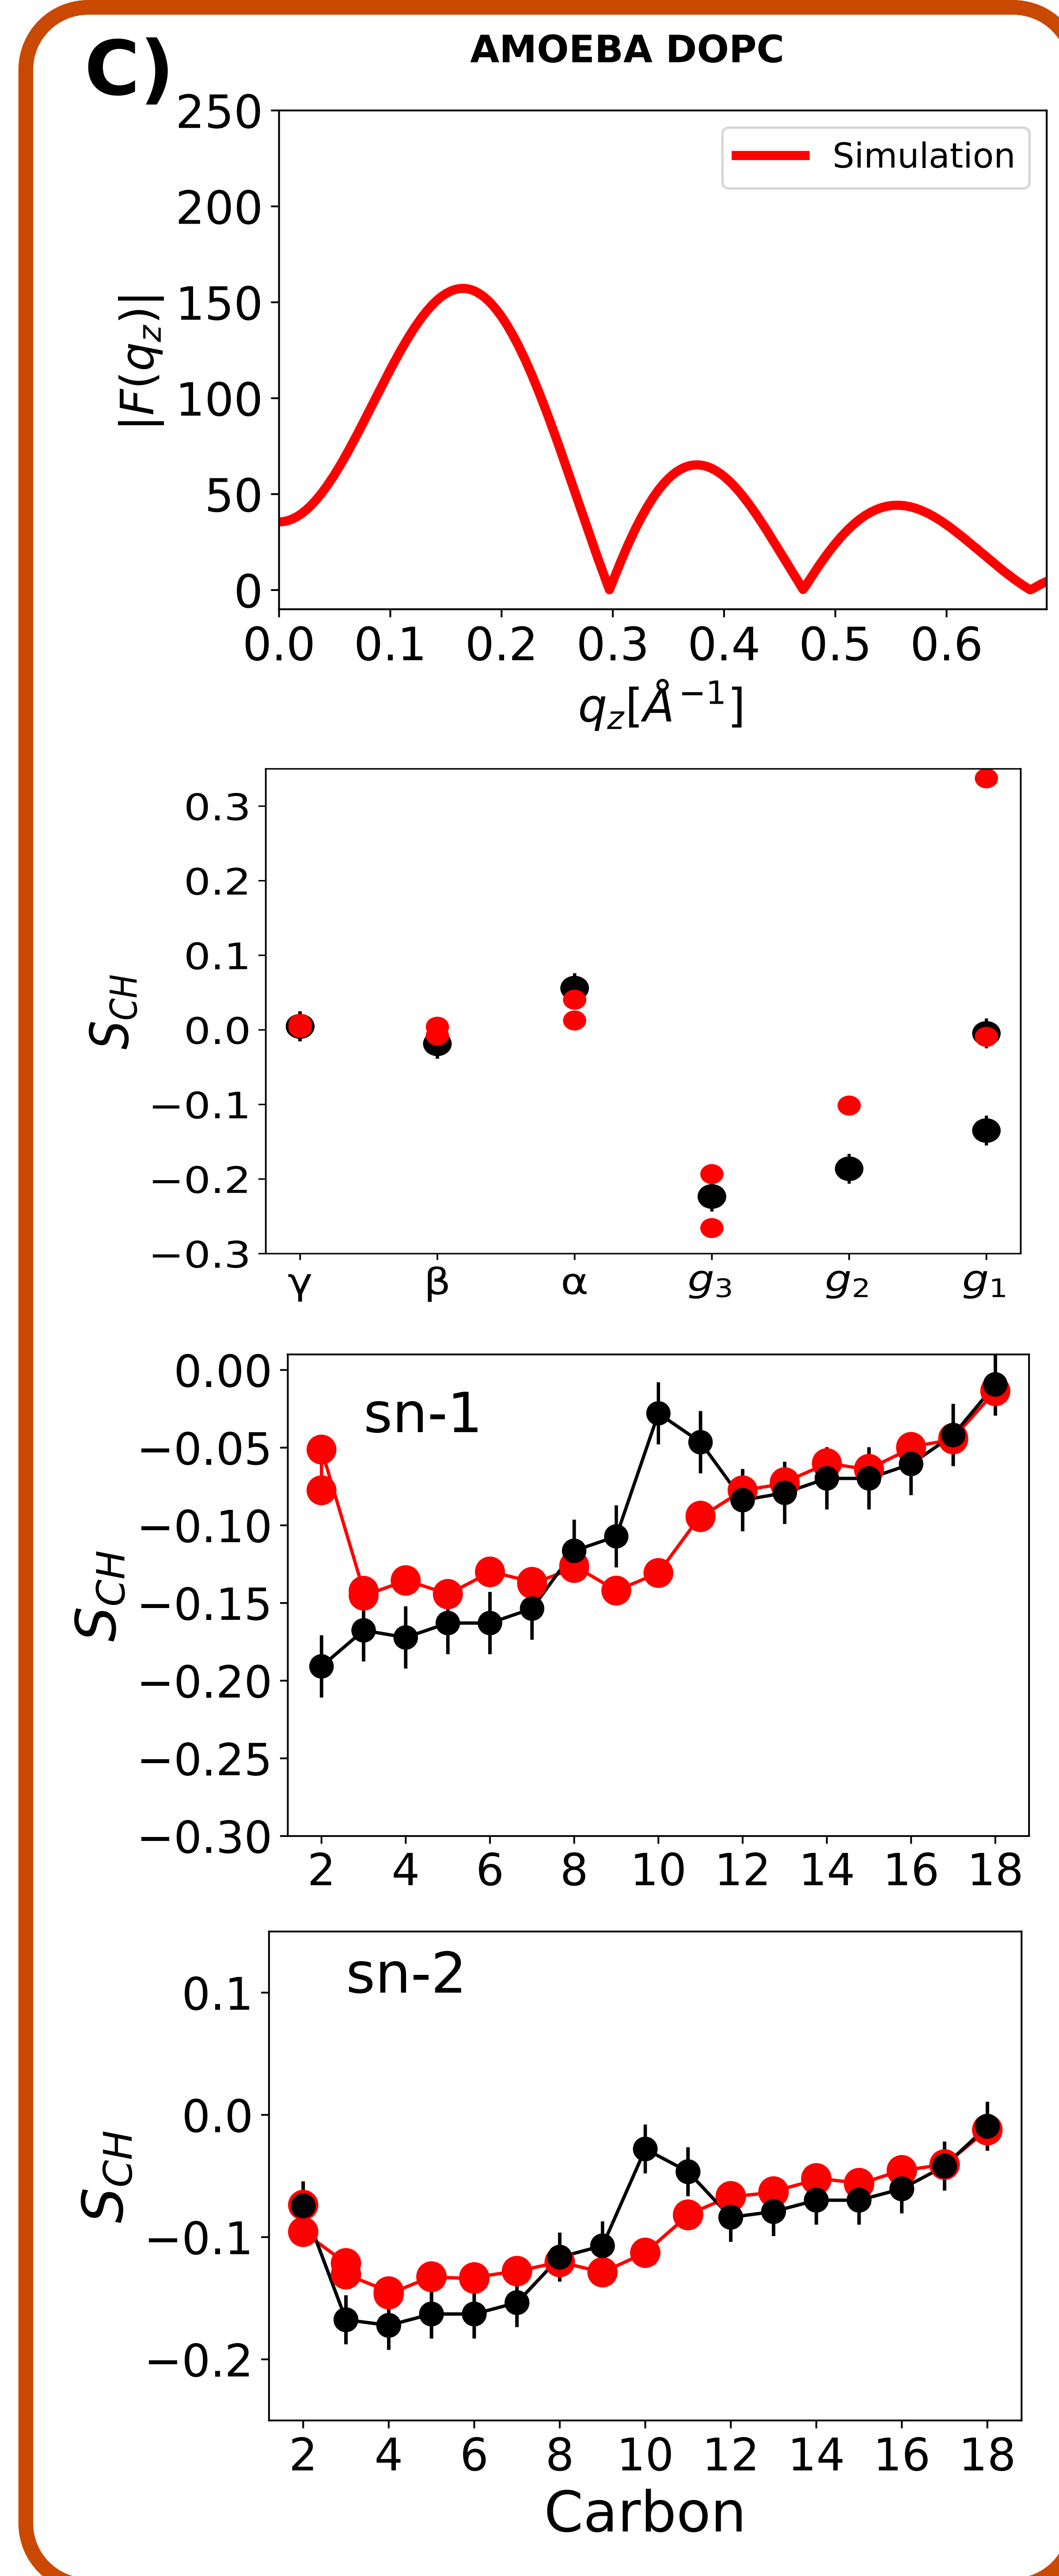 C)
AMOEBA DOPC
250
200
150
100
50
0
|F(q_z)|
Simulation
0.0 0.1 0.2 0.3 0.4 0.5 0.6
q_z[Å⁻¹]
0.3
0.2
0.1
0.0
−0.1
−0.2
−0.3
S_CH
γ β α g₃ g₂ g₁
0.00
−0.05
−0.10
−0.15
−0.20
−0.25
−0.30
S_CH
sn-1
2 4 6 8 10 12 14 16 18
0.1
0.0
−0.1
−0.2
S_CH
sn-2
2 4 6 8 10 12 14 16 18
Carbon